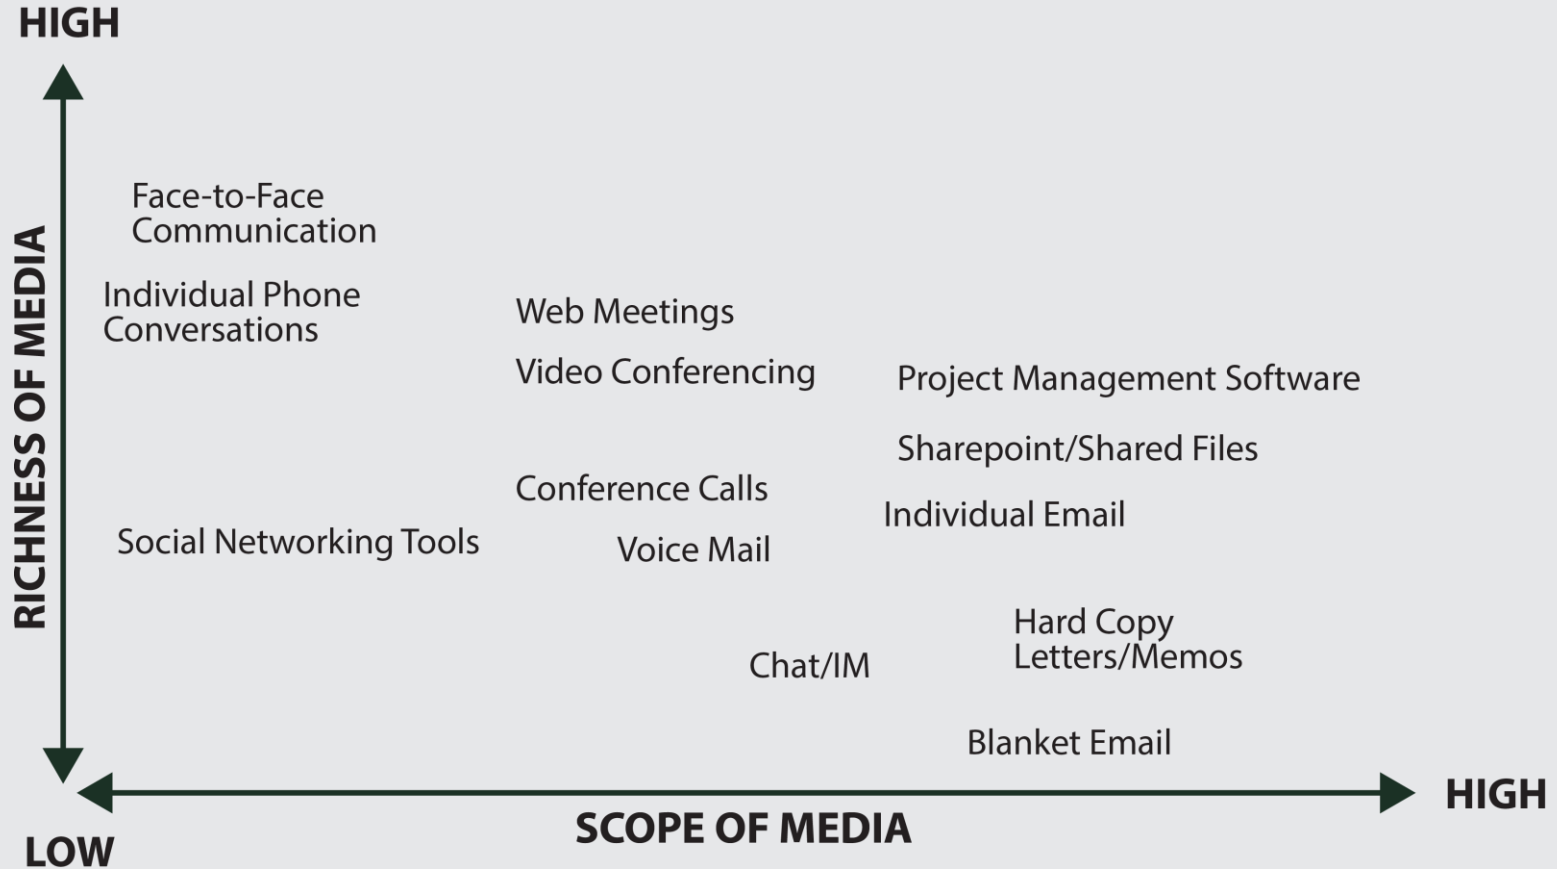 HIGH
RICHNESS OF MEDIA
Face-to-Face
Communication
Individual Phone
Conversations
Web Meetings
Video Conferencing
Project Management Software
Sharepoint/Shared Files
Conference Calls
Individual Email
Social Networking Tools
Voice Mail
Hard Copy
Letters/Memos
Chat/IM
Blanket Email
HIGH
SCOPE OF MEDIA
LOW